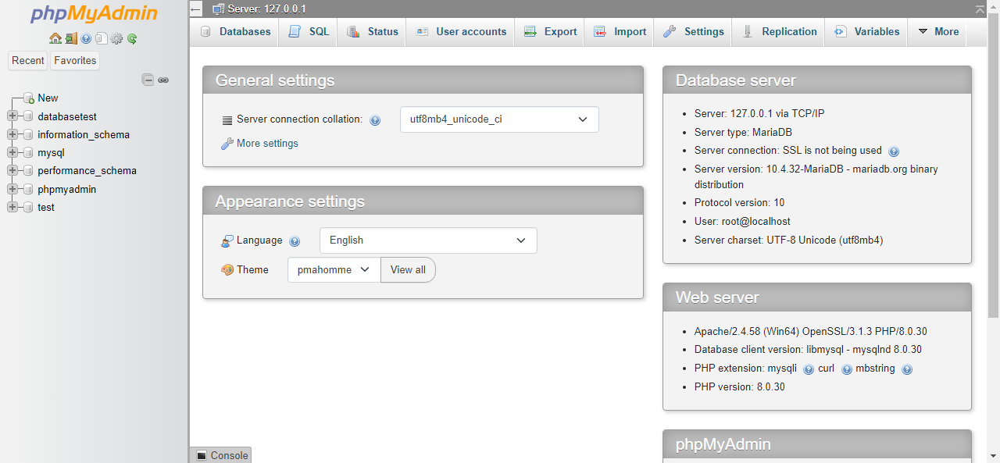 phpMyAdmin
Recent Favorites
New
databasetest
information_schema
mysql
performance_schema
phpmyadmin
test
Server: 127.0.0.1
Databases SQL Status User accounts Export Import Settings Replication Variables More
General settings
Server connection collation: utf8mb4_unicode_ci
More settings
Appearance settings
Language English
Theme pmahomme View all
Database server
Server: 127.0.0.1 via TCP/IP
Server type: MariaDB
Server connection: SSL is not being used
Server version: 10.4.32-MariaDB - mariadb.org binary
distribution
Protocol version: 10
User: root@localhost
Server charset: UTF-8 Unicode (utf8mb4)
Web server
Apache/2.4.58 (Win64) OpenSSL/3.1.3 PHP/8.0.30
Database client version: libmysql - mysqlnd 8.0.30
PHP extension: mysqli curl mbstring
PHP version: 8.0.30
phpMyAdmin
Console